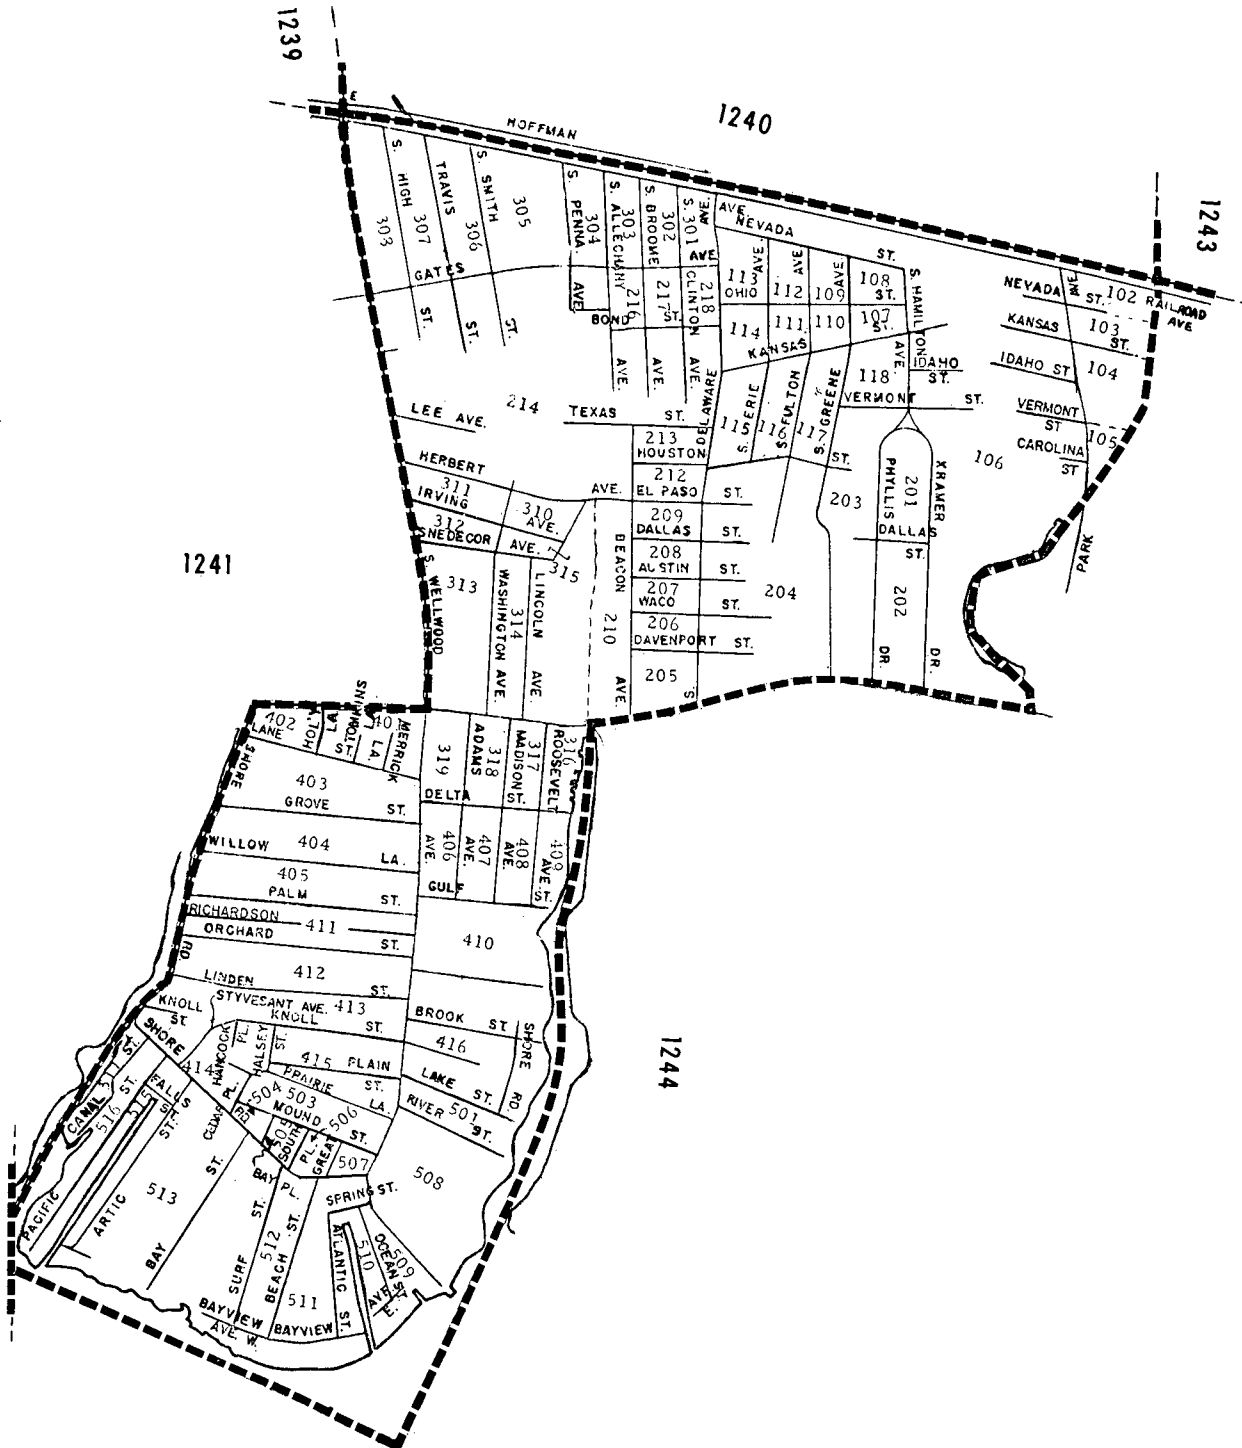 1239
1240
1243
1241
1244
E
HOFFMAN
AVE.
S. HIGH
ST.
TRAVIS
ST.
S. SMITH
ST.
303
307
306
305
GATES
AVE.
S. PENNA.
AVE.
304
S. ALLEGHANY
AVE.
303
S. BROOME
AVE.
302
S. CLINTON
AVE.
301
AVE.
NEVADA
ST.
113
AVE.
112
AVE.
109
AVE.
108
OHIO
ST.
216
217
218
BOND
ST.
114
111
110
107
KANSAS
ST.
S. HAMILTON
AVE.
NEVADA
ST.
AVE
102
RAILROAD
AVE
KANSAS
ST.
103
IDAHO
ST.
118
IDAHO ST
104
VERMONT
ST.
VERMONT
ST
105
CAROLINA
ST
106
PARK
LEE AVE.
214
TEXAS
ST.
DELAWARE
115
S. ERIE
116
S. FULTON
117
S. GREENE
ST.
213
HOUSTON
212
EL PASO
ST.
HERBERT
AVE.
311
IRVING
AVE.
310
312
SNEDECOR
AVE.
315
209
DALLAS
ST.
208
AUSTIN
ST.
207
WACO
ST.
206
DAVENPORT
ST.
205
S.
BEACON
AVE.
210
203
204
201
PHYLLIS
DR.
KRAMER
DR.
DALLAS
ST.
202
S. WELLWOOD
313
WASHINGTON AVE.
314
LINCOLN
AVE.
402
LANE
HOLLY
LA.
ST.
LA.
LA.
MERRICK
319
ADAMS
318
MADISON
317
ROOSEVELT
316
DELTA
ST.
SHORE
RD.
403
GROVE
ST.
WILLOW
404
LA.
405
PALM
ST.
RICHARDSON
411
ORCHARD
ST.
AVE.
406
AVE.
407
AVE.
408
AVE.
409
GULF
ST.
410
LINDEN
412
ST.
STYVESANT AVE.
413
KNOLL
ST.
KNOLL
ST.
BROOK
ST
SHORE
RD.
416
SHORE
RD
HANCOCK
PL.
HALSEY
ST.
414
415
PLAIN
ST.
LAKE
ST.
PRAIRIE
LA.
RIVER
501
ST.
504
503
MOUND
ST.
506
505
SOUTH
PL.
GREAT
507
508
CANAL
ST.
516
ST.
515
FALLS
ST.
CEDAR
PL.
ST.
PACIFIC
ARTIC
ST.
513
BAY
ST.
BAY
PL.
SURF
ST.
512
BEACH
ST.
511
SPRING
ST.
ATLANTIC
ST.
510
OCEAN ST.
509
AVE.
E.
BAYVIEW
AVE. W.
BAYVIEW